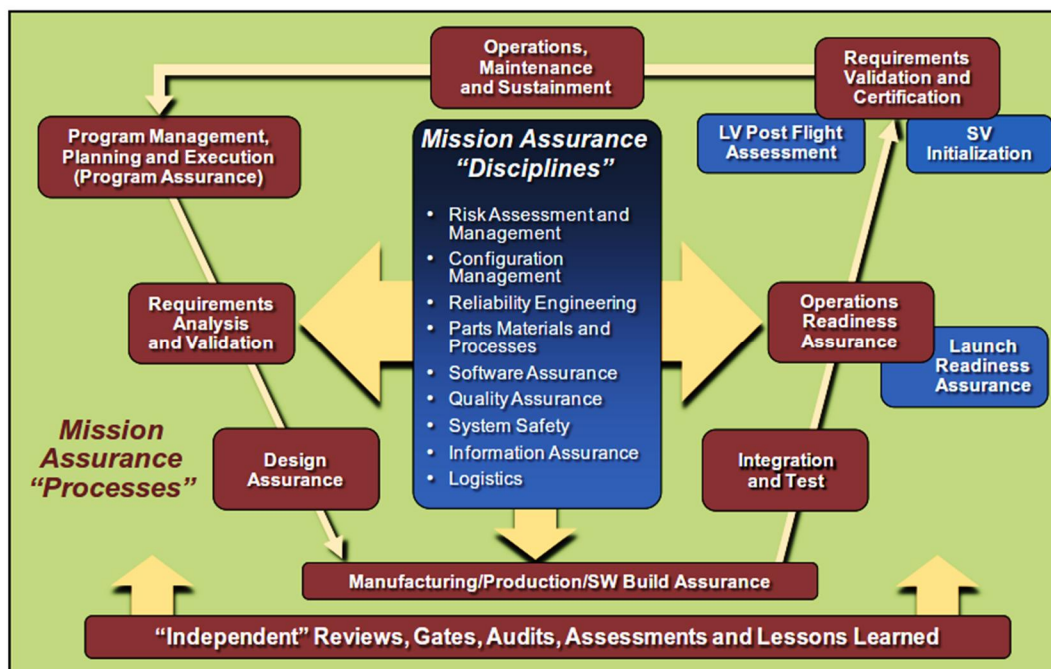 Operations,
Maintenance
and Sustainment
Requirements
Validation and
Certification
LV Post Flight
Assessment
SV
Initialization
Program Management,
Planning and Execution
(Program Assurance)
Mission Assurance
“Disciplines”
• Risk Assessment and
Management
• Configuration
Management
• Reliability Engineering
• Parts Materials and
Processes
• Software Assurance
• Quality Assurance
• System Safety
• Information Assurance
• Logistics
Requirements
Analysis
and Validation
Operations
Readiness
Assurance
Launch
Readiness
Assurance
Mission
Assurance
“Processes”
Design
Assurance
Integration
and Test
Manufacturing/Production/SW Build Assurance
“Independent” Reviews, Gates, Audits, Assessments and Lessons Learned